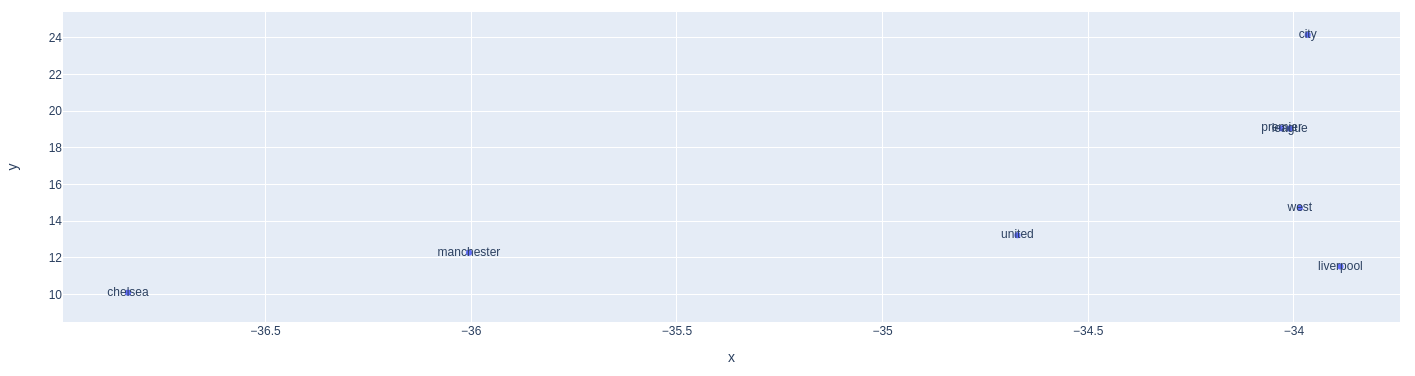 24
22
20
18
16
14
12
10
y
city
premier
league
west
united
manchester
liverpool
chelsea
−36.5
−36
−35.5
−35
−34.5
−34
x